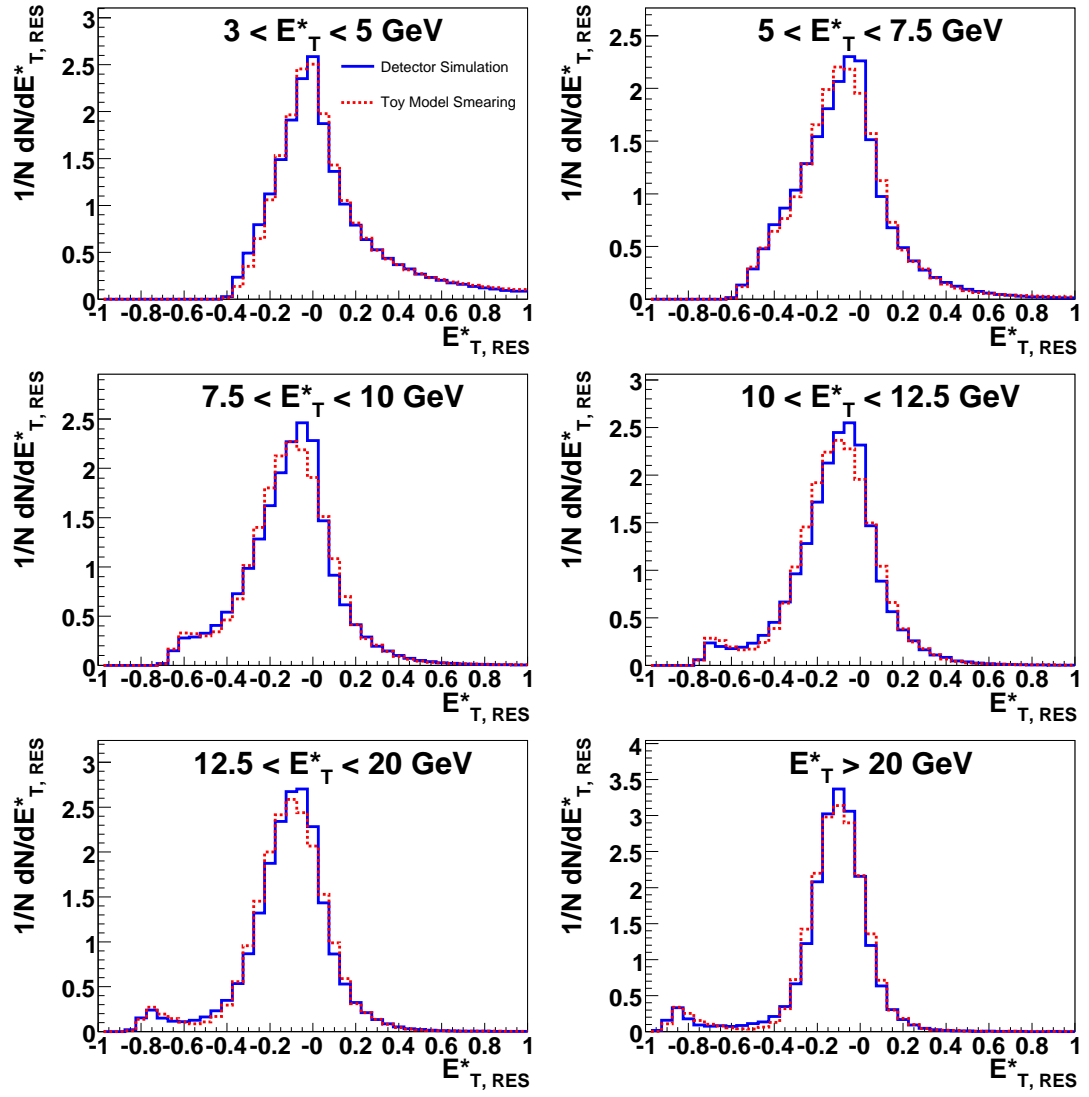 3 < E*T < 5 GeV
Detector Simulation
Toy Model Smearing
1/N dN/dE*T, RES
3
2.5
2
1.5
1
0.5
0
-1 -0.8 -0.6 -0.4 -0.2 -0 0.2 0.4 0.6 0.8 1
E*T, RES
5 < E*T < 7.5 GeV
1/N dN/dE*T, RES
2.5
2
1.5
1
0.5
0
-1 -0.8 -0.6 -0.4 -0.2 -0 0.2 0.4 0.6 0.8 1
E*T, RES
7.5 < E*T < 10 GeV
1/N dN/dE*T, RES
2.5
2
1.5
1
0.5
0
-1 -0.8 -0.6 -0.4 -0.2 -0 0.2 0.4 0.6 0.8 1
E*T, RES
10 < E*T < 12.5 GeV
1/N dN/dE*T, RES
3
2.5
2
1.5
1
0.5
0
-1 -0.8 -0.6 -0.4 -0.2 -0 0.2 0.4 0.6 0.8 1
E*T, RES
12.5 < E*T < 20 GeV
1/N dN/dE*T, RES
3
2.5
2
1.5
1
0.5
0
-1 -0.8 -0.6 -0.4 -0.2 -0 0.2 0.4 0.6 0.8 1
E*T, RES
E*T > 20 GeV
1/N dN/dE*T, RES
4
3.5
3
2.5
2
1.5
1
0.5
0
-1 -0.8 -0.6 -0.4 -0.2 -0 0.2 0.4 0.6 0.8 1
E*T, RES